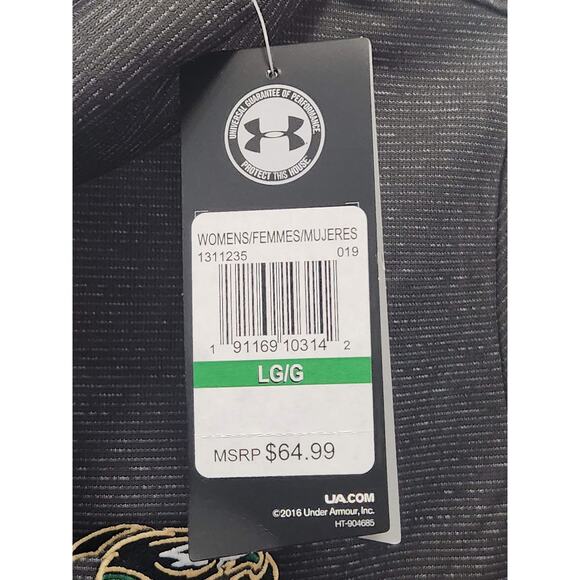 UNIVERSAL GUARANTEE OF PERFORMANCE
PROTECT THIS HOUSE.
WOMENS/FEMMES/MUJERES
1311235 019
1 91169 10314 2
LG/G
MSRP $64.99
UA.COM
©2016 Under Armour, Inc.
HT-904685